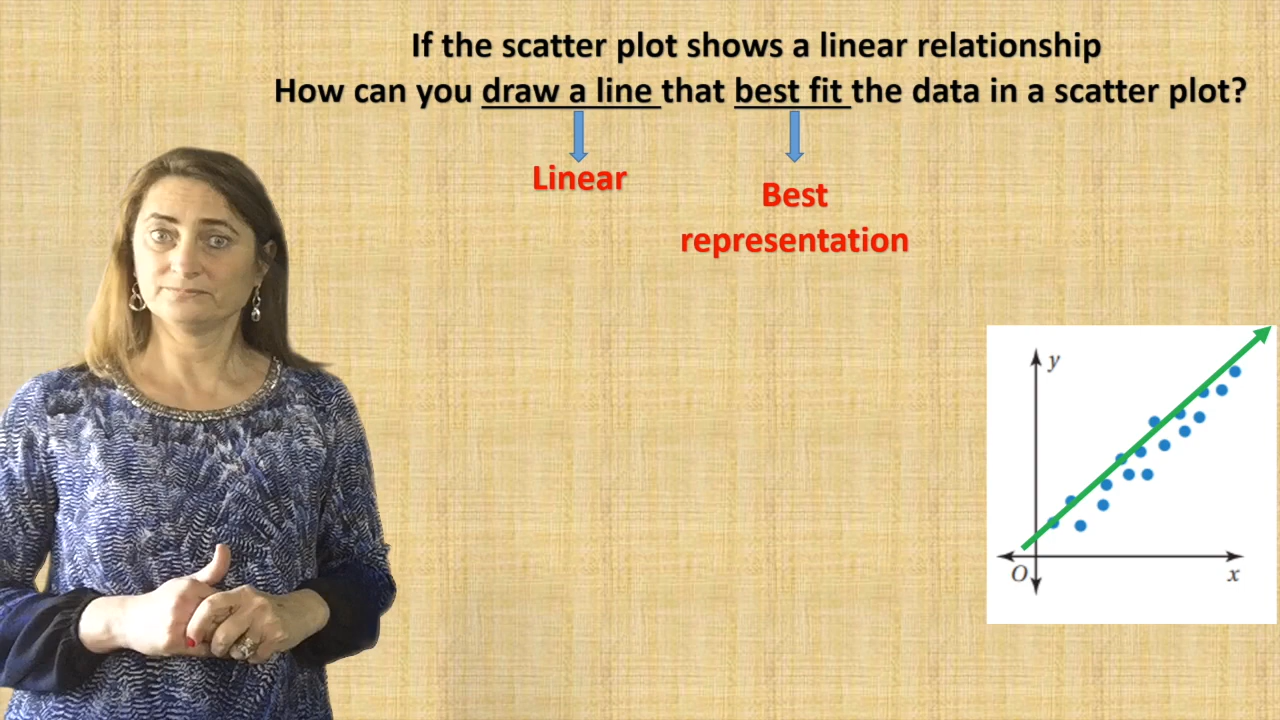 If the scatter plot shows a linear relationship
How can you draw a line that best fit the data in a scatter plot?
Linear
Best
representation
y
O
x